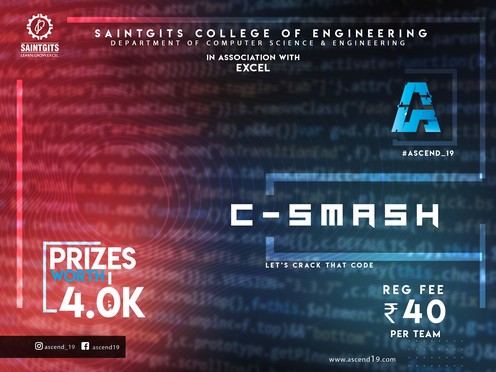 SAINTGITS COLLEGE OF ENGINEERING
DEPARTMENT OF COMPUTER SCIENCE & ENGINEERING
SAINTGITS
LEARN.GROW.EXCEL
IN ASSOCIATION WITH
EXCEL
#ASCEND_19
C-SMASH
LET'S CRACK THAT CODE
PRIZES
WORTH
4.0K
REG FEE
₹40
PER TEAM
ascend_19 ascend19
www.ascend19.com